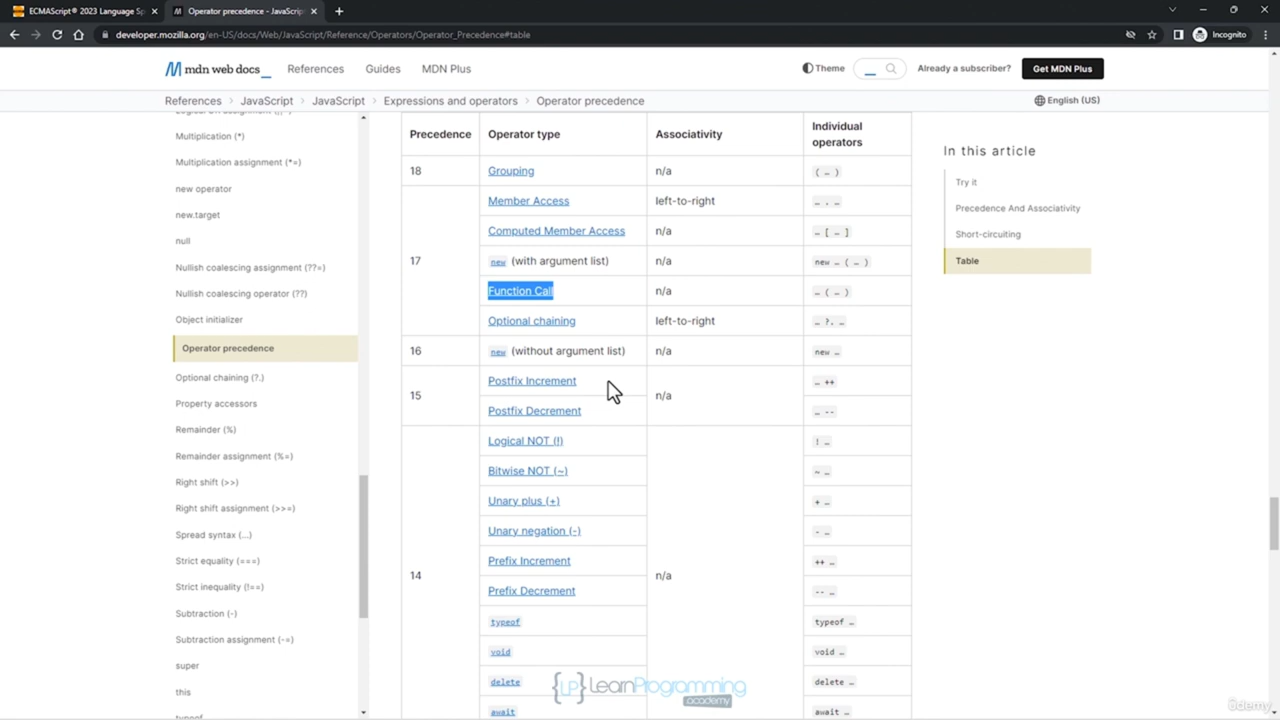 ECMAScript® 2023 Language Sp
Operator precedence - JavaScrip
developer.mozilla.org/en-US/docs/Web/JavaScript/Reference/Operators/Operator_Precedence#table
Incognito
mdn web docs_
References
Guides
MDN Plus
Theme
Already a subscriber?
Get MDN Plus
References > JavaScript > JavaScript > Expressions and operators > Operator precedence
English (US)
Multiplication (*)
Multiplication assignment (*=)
new operator
new.target
null
Nullish coalescing assignment (??=)
Nullish coalescing operator (??)
Object initializer
Operator precedence
Optional chaining (?.)
Property accessors
Remainder (%)
Remainder assignment (%=)
Right shift (>>)
Right shift assignment (>>=)
Spread syntax (...)
Strict equality (===)
Strict inequality (!==)
Subtraction (-)
Subtraction assignment (-=)
super
this
typeof
Precedence Operator type Associativity Individual operators
18 Grouping n/a ( … )
17 Member Access left-to-right … . …
Computed Member Access n/a … [ … ]
new (with argument list) n/a new … ( … )
Function Call n/a … ( … )
Optional chaining left-to-right … ?. …
16 new (without argument list) n/a new …
15 Postfix Increment n/a … ++
Postfix Decrement … --
14 Logical NOT (!) n/a ! …
Bitwise NOT (~) ~ …
Unary plus (+) + …
Unary negation (-) - …
Prefix Increment ++ …
Prefix Decrement -- …
typeof typeof …
void void …
delete delete …
await await …
In this article
Try it
Precedence And Associativity
Short-circuiting
Table
{LP} LearnProgramming
academy
ûdemy